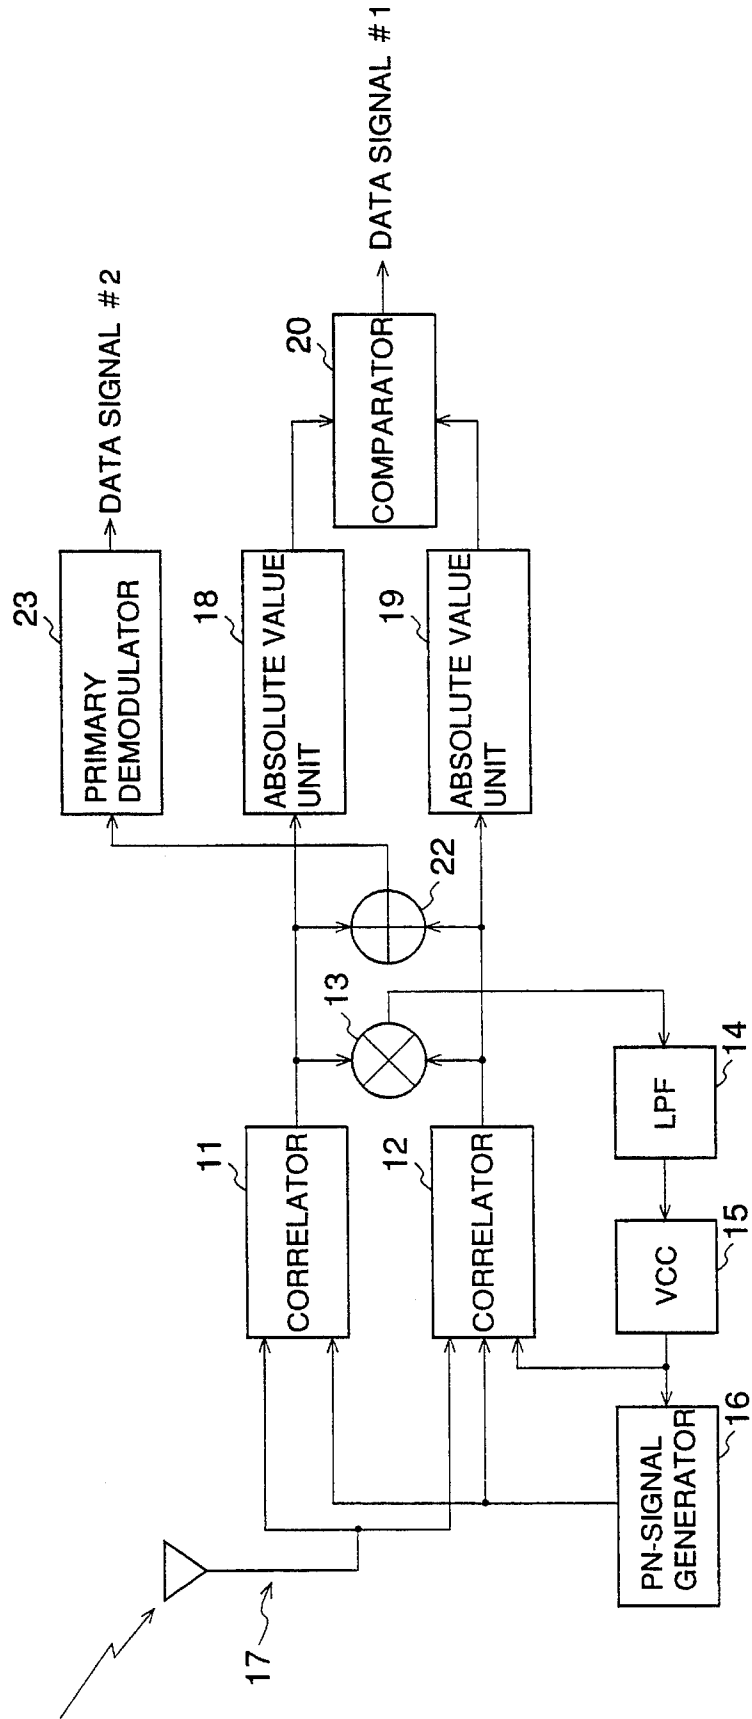 17
11
CORRELATOR
12
CORRELATOR
13
22
23
PRIMARY
DEMODULATOR
DATA SIGNAL #2
18
ABSOLUTE VALUE
UNIT
19
ABSOLUTE VALUE
UNIT
20
COMPARATOR
DATA SIGNAL #1
16
PN-SIGNAL
GENERATOR
15
VCC
14
LPF